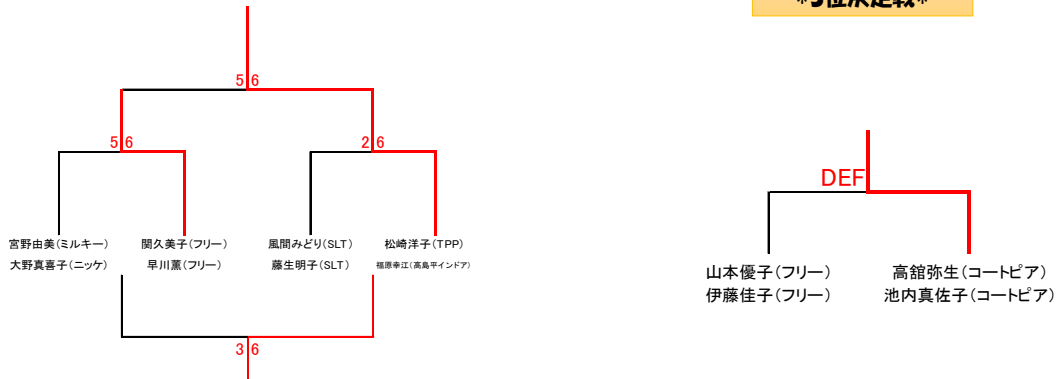 5 6
5 6
2 6
宮野由美(ミルキー) 関久美子(フリー) 風間みどり(SLT) 松崎洋子(TPP)
大野真喜子(ニッケ) 早川薫(フリー) 藤生明子(SLT) 福原幸江(高島平インドア)
3 6
DEF
山本優子(フリー) 高舘弥生(コートピア)
伊藤佳子(フリー) 池内真佐子(コートピア)